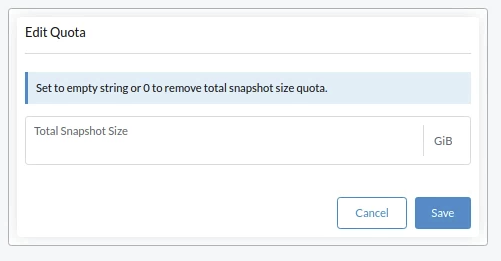 Edit Quota
Set to empty string or 0 to remove total snapshot size quota.
Total Snapshot Size
GiB
Cancel
Save